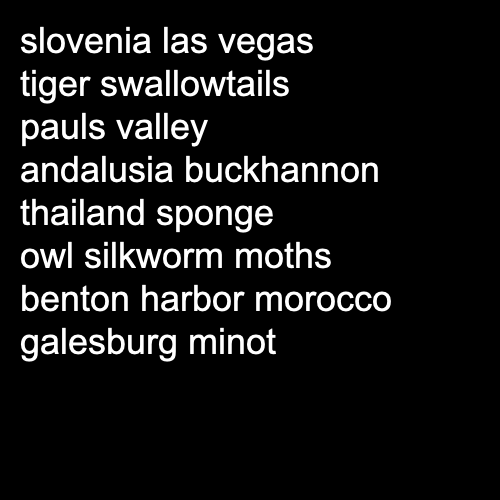 slovenia las vegas
tiger swallowtails
pauls valley
andalusia buckhannon
thailand sponge
owl silkworm moths
benton harbor morocco
galesburg minot